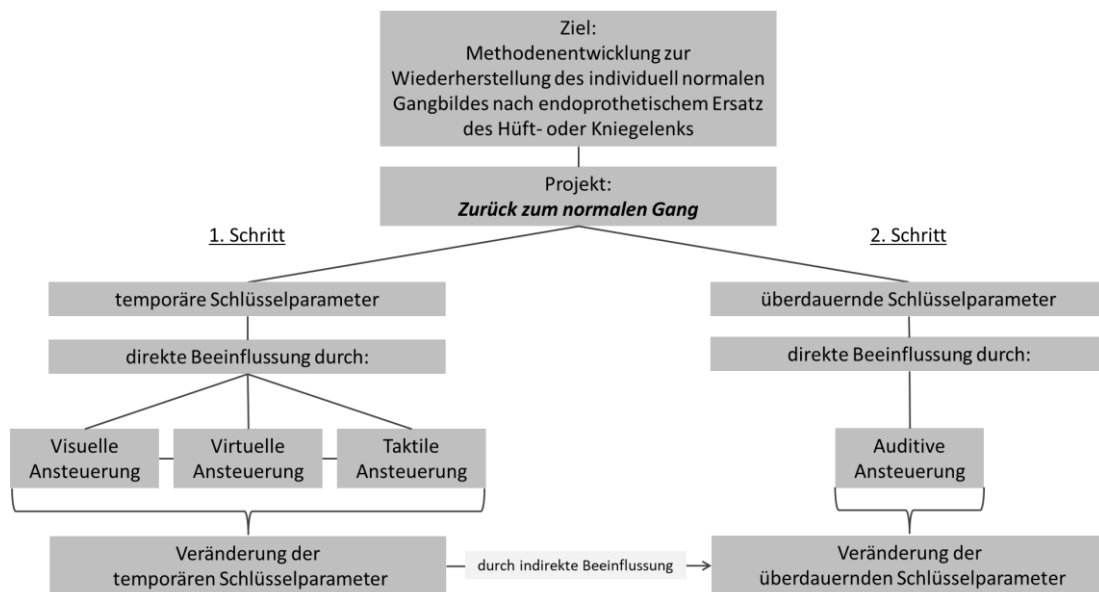 Ziel:
Methodenentwicklung zur
Wiederherstellung des individuell normalen
Gangbildes nach endoprothetischem Ersatz
des Hüft- oder Kniegelenks
Projekt:
Zurück zum normalen Gang
1. Schritt
2. Schritt
temporäre Schlüsselparameter
überdauernde Schlüsselparameter
direkte Beeinflussung durch:
direkte Beeinflussung durch:
Visuelle
Ansteuerung
Virtuelle
Ansteuerung
Taktile
Ansteuerung
Auditive
Ansteuerung
Veränderung der
temporären Schlüsselparameter
durch indirekte Beeinflussung
Veränderung der
überdauernden Schlüsselparameter